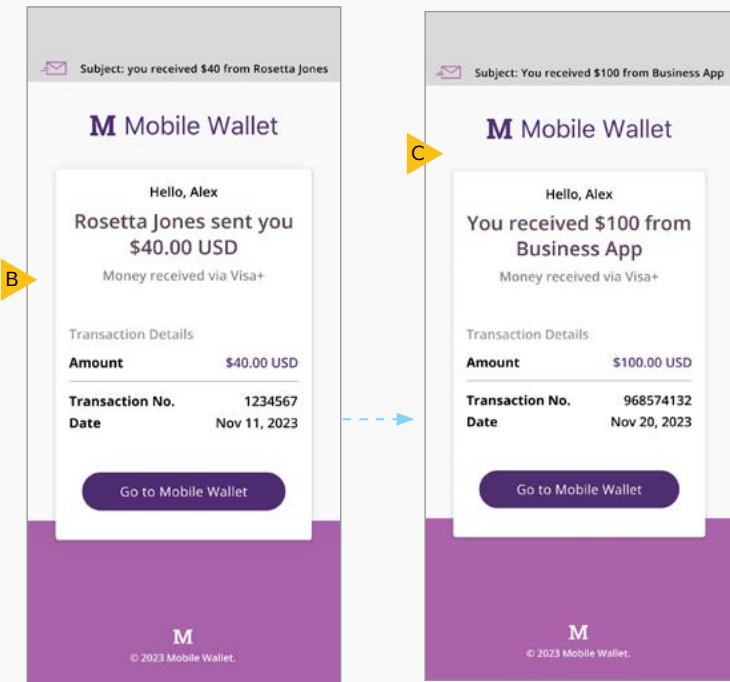 Subject: you received $40 from Rosetta Jones
M Mobile Wallet
Hello, Alex
Rosetta Jones sent you
$40.00 USD
Money received via Visa+
Transaction Details
Amount $40.00 USD
Transaction No. 1234567
Date Nov 11, 2023
Go to Mobile Wallet
M
© 2023 Mobile Wallet.
B
Subject: You received $100 from Business App
M Mobile Wallet
C
Hello, Alex
You received $100 from
Business App
Money received via Visa+
Transaction Details
Amount $100.00 USD
Transaction No. 968574132
Date Nov 20, 2023
Go to Mobile Wallet
M
© 2023 Mobile Wallet.